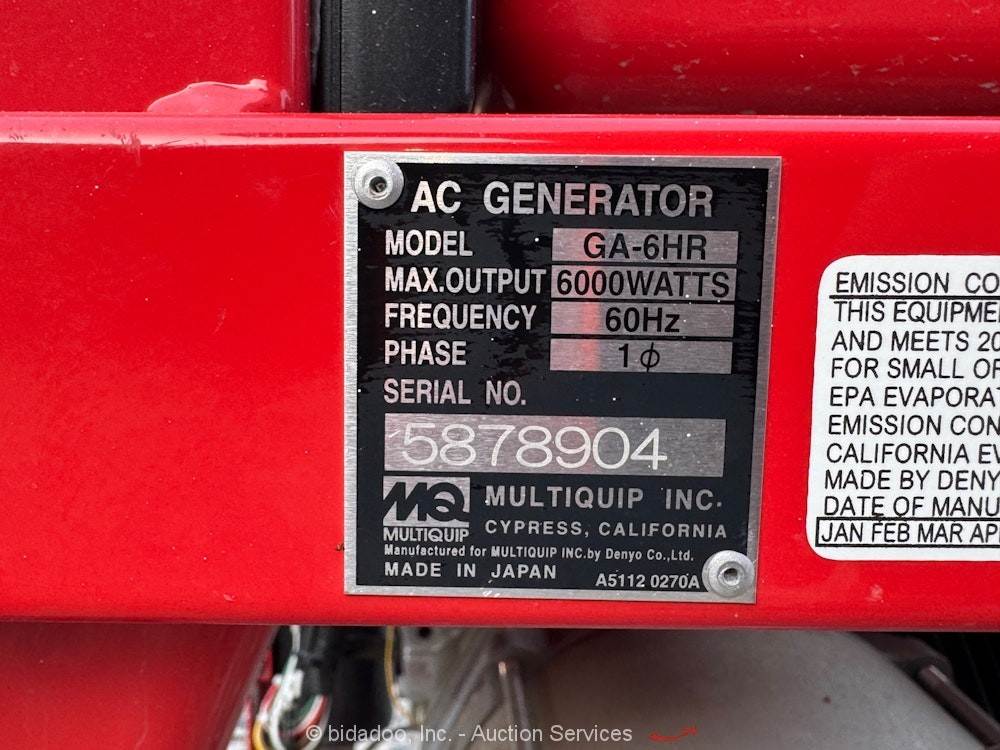 AC GENERATOR
MODEL GA-6HR
MAX.OUTPUT 6000WATTS
FREQUENCY 60Hz
PHASE 1ϕ
SERIAL NO.
5878904
MQ
MULTIQUIP
MULTIQUIP INC.
CYPRESS, CALIFORNIA
Manufactured for MULTIQUIP INC.by Denyo Co.,Ltd.
MADE IN JAPAN A5112 0270A
EMISSION CO
THIS EQUIPME
AND MEETS 20
FOR SMALL OF
EPA EVAPORAT
EMISSION CON
CALIFORNIA EV
MADE BY DENY
DATE OF MANU
JAN FEB MAR AP
©bidadoo, Inc. - Auction Services